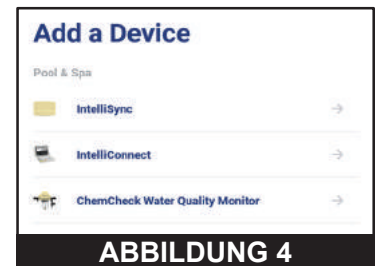 Add a Device
Pool & Spa
IntelliSync
IntelliConnect
ChemCheck Water Quality Monitor
ABBILDUNG 4